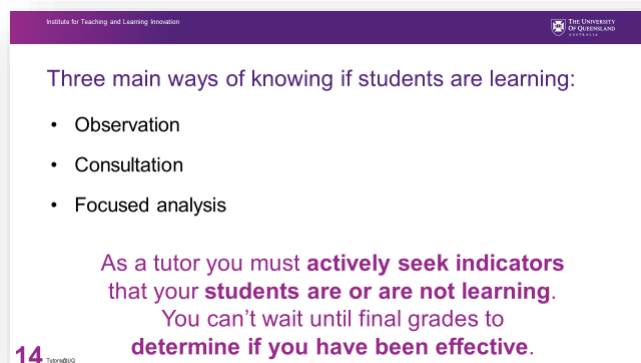 Institute for Teaching and Learning Innovation
THE UNIVERSITY
OF QUEENSLAND
AUSTRALIA
Three main ways of knowing if students are learning:
• Observation
• Consultation
• Focused analysis
As a tutor you must actively seek indicators
that your students are or are not learning.
You can't wait until final grades to
determine if you have been effective.
14 Tutors@UQ